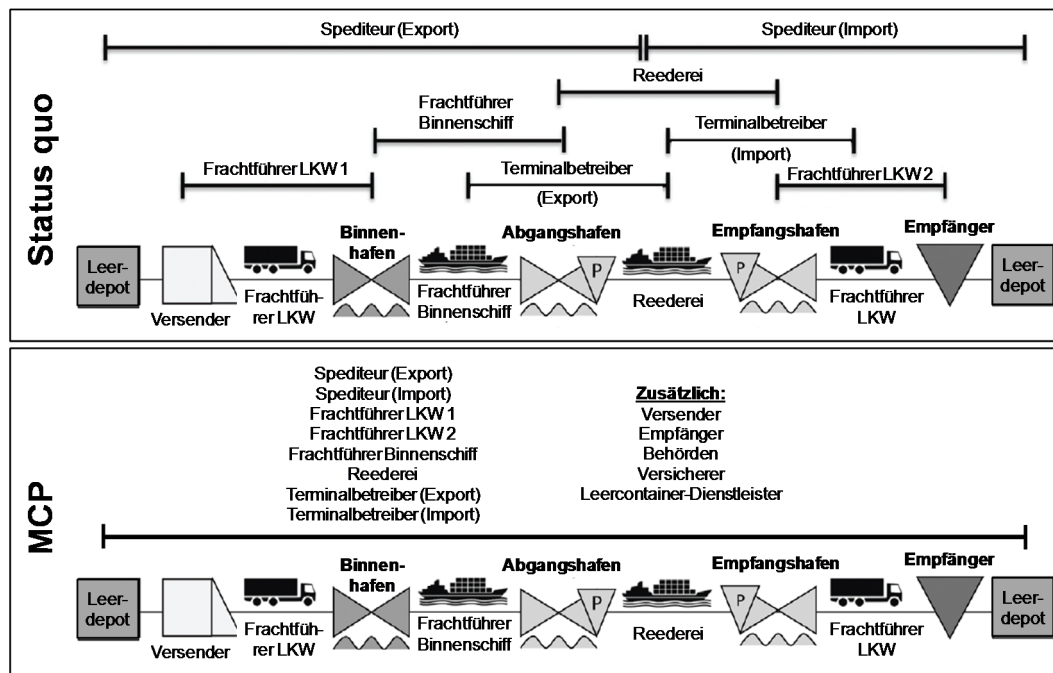 Status quo
Spediteur (Export)
Spediteur (Import)
Reederei
Frachtführer
Binnenschiff
Terminalbetreiber
(Import)
Frachtführer LKW 1
Terminalbetreiber
(Export)
Frachtführer LKW 2
Binnen-
hafen
Abgangshafen
Empfangshafen
Empfänger
Leer-
depot
Versender
Frachtfüh-
rer LKW
Frachtführer
Binnenschiff
P
Reederei
P
Frachtführer
LKW
Leer-
depot
MCP
Spediteur (Export)
Spediteur (Import)
Frachtführer LKW 1
Frachtführer LKW 2
Frachtführer Binnenschiff
Reederei
Terminalbetreiber (Export)
Terminalbetreiber (Import)
Zusätzlich:
Versender
Empfänger
Behörden
Versicherer
Leercontainer-Dienstleister
Binnen-
hafen
Abgangshafen
Empfangshafen
Empfänger
Leer-
depot
Versender
Frachtfüh-
rer LKW
Frachtführer
Binnenschiff
P
Reederei
P
Frachtführer
LKW
Leer-
depot